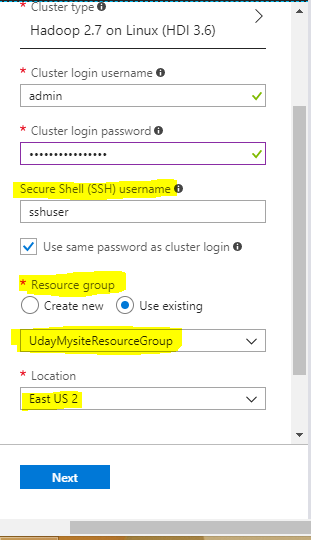 * Cluster type
Hadoop 2.7 on Linux (HDI 3.6)
* Cluster login username
admin
* Cluster login password
••••••••••••••••
Secure Shell (SSH) username
sshuser
Use same password as cluster login
* Resource group
Create new Use existing
UdayMysiteResourceGroup
* Location
East US 2
Next